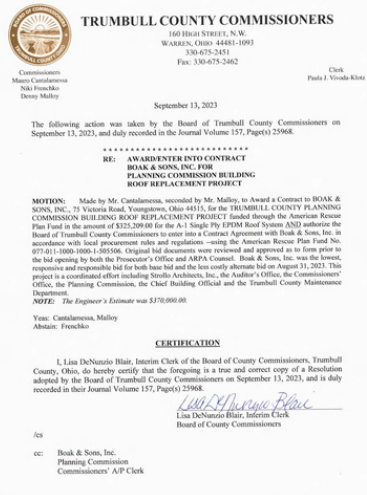 TRUMBULL COUNTY COMMISSIONERS
160 HIGH STREET, N.W.
WARREN, OHIO 44481-1093
330-675-2451
Fax: 330-675-2462
Commissioners
Mauro Cantalamessa
Niki Frenchko
Denny Malloy
Clerk
Paula J. Vivoda-Klotz
September 13, 2023
The following action was taken by the Board of Trumbull County Commissioners on
September 13, 2023, and duly recorded in the Journal Volume 157, Page(s) 25968.
* * * * * * * * * * * * * * * * * * * * * * * * * * * * *
RE: AWARD/ENTER INTO CONTRACT
BOAK & SONS, INC. FOR
PLANNING COMMISSION BUILDING
ROOF REPLACEMENT PROJECT
MOTION: Made by Mr. Cantalamessa, seconded by Mr. Malloy, to Award a Contract to BOAK &
SONS, INC., 75 Victoria Road, Youngstown, Ohio 44515, for the TRUMBULL COUNTY PLANNING
COMMISSION BUILDING ROOF REPLACEMENT PROJECT funded through the American Rescue
Plan Fund in the amount of $325,209.00 for the A-1 Single Ply EPDM Roof System AND authorize the
Board of Trumbull County Commissioners to enter into a Contract Agreement with Boak & Sons, Inc. in
accordance with local procurement rules and regulations --using the American Rescue Plan Fund No.
077-011-1000-1000-1-505506. Original bid documents were reviewed and approved as to form prior to
the bid opening by both the Prosecutor's Office and ARPA Counsel. Boak & Sons, Inc. was the lowest,
responsive and responsible bid for both base bid and the less costly alternate bid on August 31, 2023. This
project is a coordinated effort including Strollo Architects, Inc., the Auditor's Office, the Commissioners'
Office, the Planning Commission, the Chief Building Official and the Trumbull County Maintenance
Department.
NOTE: The Engineer's Estimate was $370,000.00.
Yeas: Cantalamessa, Malloy
Abstain: Frenchko
CERTIFICATION
I, Lisa DeNunzio Blair, Interim Clerk of the Board of County Commissioners, Trumbull
County, Ohio, do hereby certify that the foregoing is a true and correct copy of a Resolution
adopted by the Board of Trumbull County Commissioners on September 13, 2023, and is duly
recorded in their Journal Volume 157, Page(s) 25968.
Lisa DeNunzio Blair
Lisa DeNunzio Blair, Interim Clerk
Board of County Commissioners
/cs
cc: Boak & Sons, Inc.
Planning Commission
Commissioners' A/P Clerk